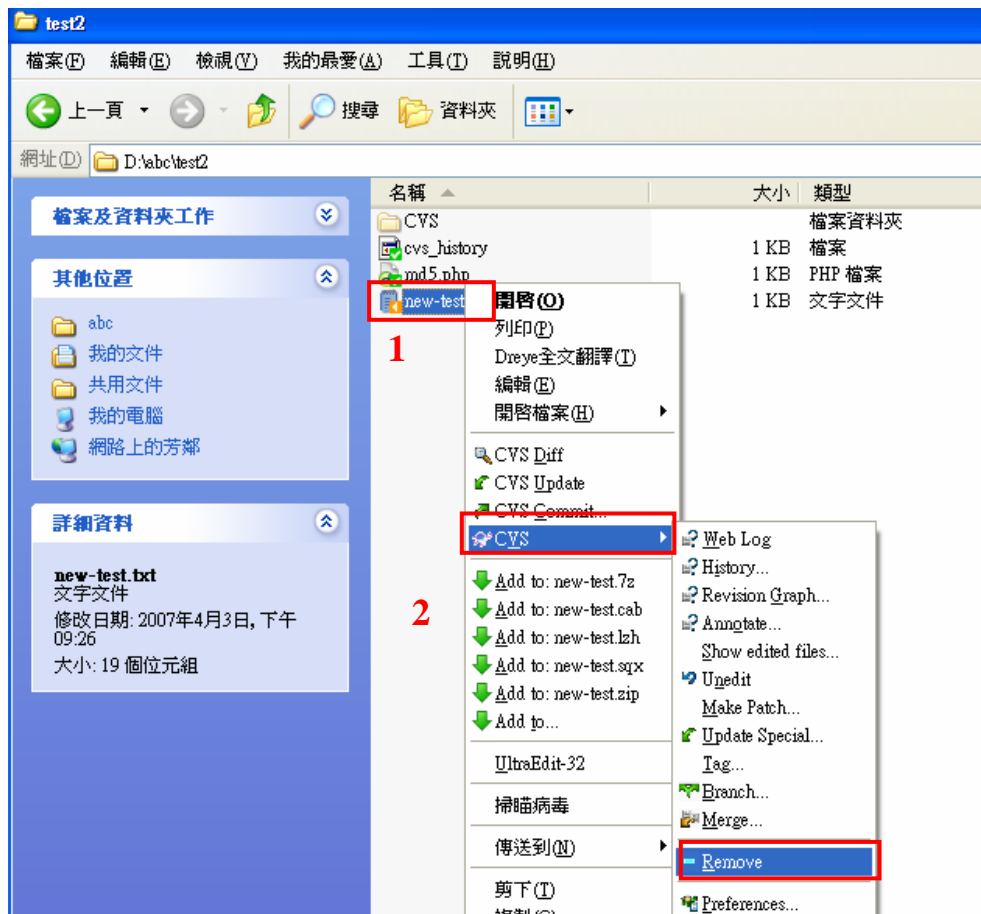 test2
檔案(F) 編輯(E) 檢視(V) 我的最愛(A) 工具(T) 說明(H)
上一頁 搜尋 資料夾
網址(D) D:\abc\test2
檔案及資料夾工作
其他位置
abc
我的文件
共用文件
我的電腦
網路上的芳鄰
詳細資料
new-test.txt
文字文件
修改日期: 2007年4月3日, 下午
09:26
大小: 19 個位元組
名稱 大小 類型
CVS 檔案資料夾
cvs_history 1 KB 檔案
md5.php 1 KB PHP 檔案
new-test 1 KB 文字文件
1
2
開啓(O)
列印(P)
Dreye全文翻譯(T)
編輯(E)
開啓檔案(H)
CVS Diff
CVS Update
CVS Commit...
CVS
Add to: new-test.7z
Add to: new-test.cab
Add to: new-test.lzh
Add to: new-test.sqx
Add to: new-test.zip
Add to...
UltraEdit-32
掃瞄病毒
傳送到(N)
剪下(T)
Web Log
History...
Revision Graph...
Annotate...
Show edited files...
Unedit
Make Patch...
Update Special...
Tag...
Branch...
Merge...
Remove
Preferences...